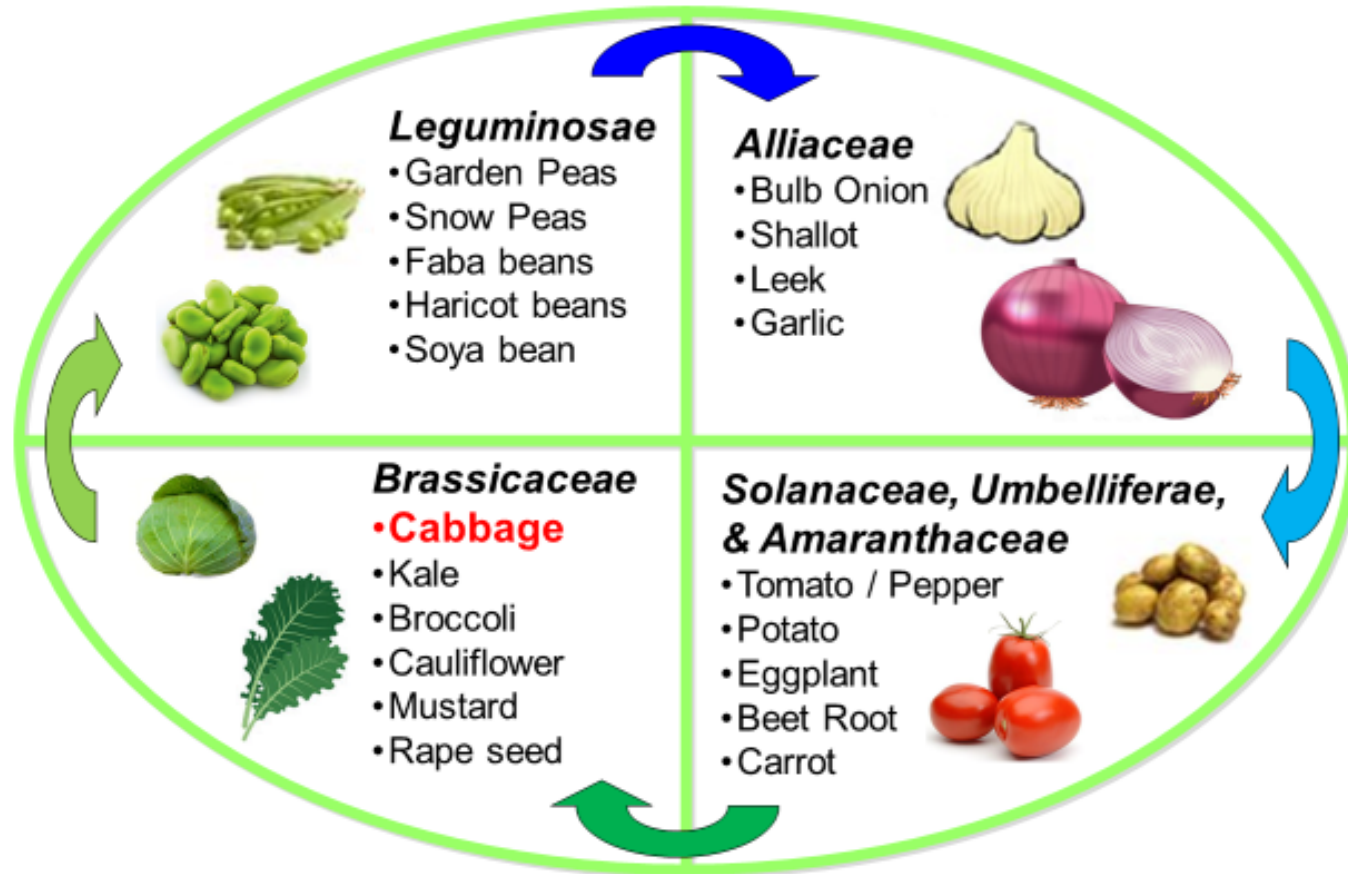 Leguminosae
•Garden Peas
•Snow Peas
•Faba beans
•Haricot beans
•Soya bean
Alliaceae
•Bulb Onion
•Shallot
•Leek
•Garlic
Brassicaceae
•Cabbage
•Kale
•Broccoli
•Cauliflower
•Mustard
•Rape seed
Solanaceae, Umbelliferae,
& Amaranthaceae
•Tomato / Pepper
•Potato
•Eggplant
•Beet Root
•Carrot